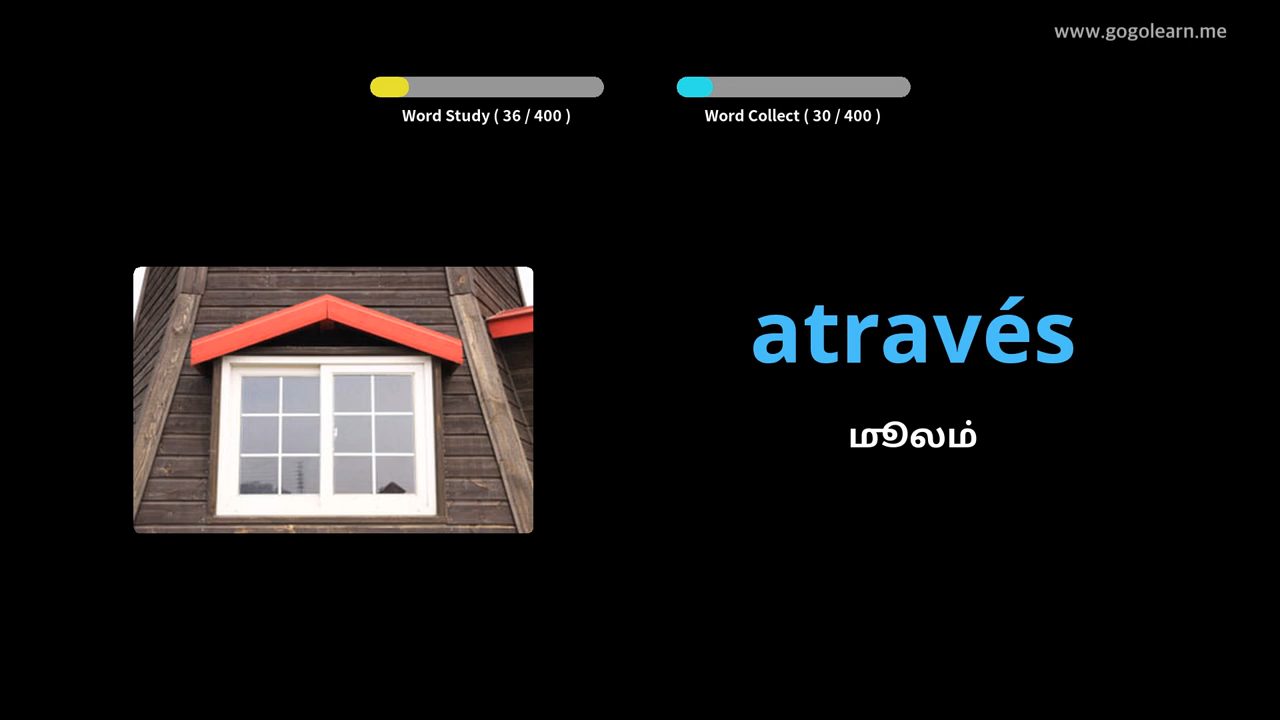 www.gogolearn.me
Word Study ( 36 / 400 )
Word Collect ( 30 / 400 )
através
மூலம்